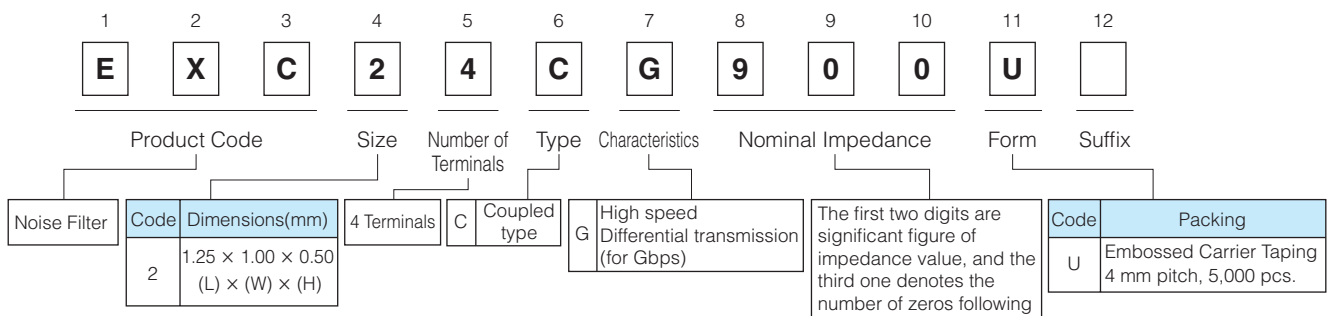 1 2 3 4 5 6 7 8 9 10 11 12
E X C 2 4 C G 9 0 0 U
Product Code Size Number of Terminals Type Characteristics Nominal Impedance Form Suffix
Noise Filter
Code Dimensions(mm)
2 1.25 × 1.00 × 0.50
(L) × (W) × (H)
4 Terminals
C Coupled
type
G High speed
Differential transmission
(for Gbps)
The first two digits are
significant figure of
impedance value, and the
third one denotes the
number of zeros following
Code Packing
U Embossed Carrier Taping
4 mm pitch, 5,000 pcs.